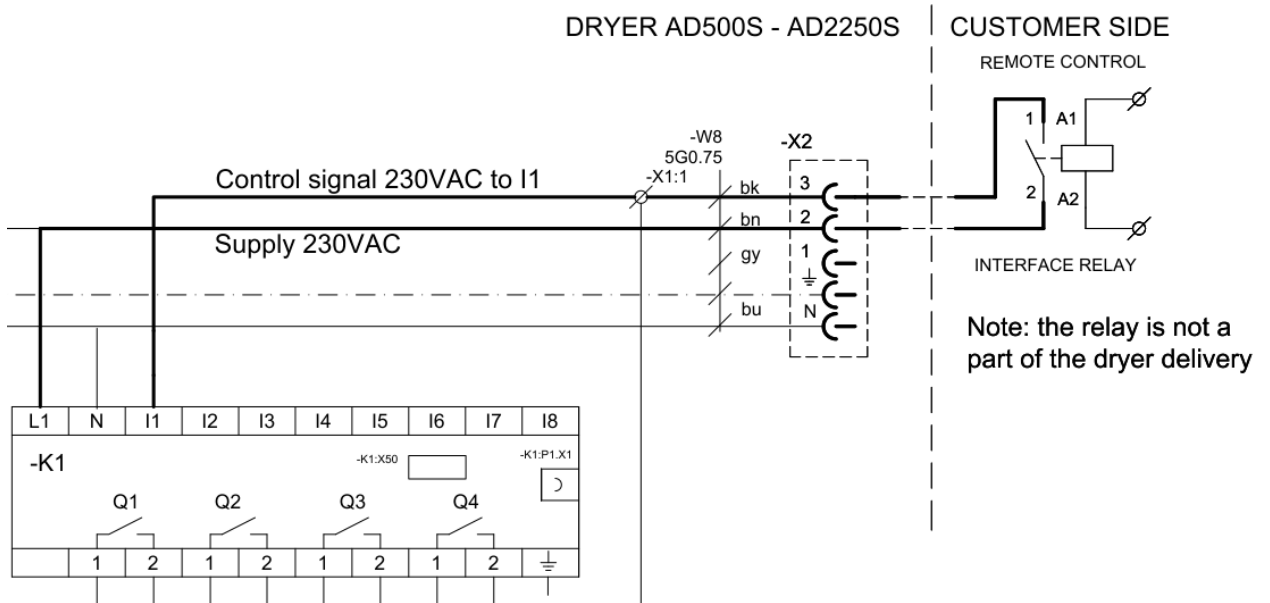 DRYER AD500S - AD2250S
CUSTOMER SIDE
REMOTE CONTROL
1
A1
2
A2
INTERFACE RELAY
Note: the relay is not a
part of the dryer delivery
-W8
5G0.75
-X1:1
-X2
Control signal 230VAC to I1
bk
3
Supply 230VAC
bn
2
gy
1
bu
N
L1 N I1 I2 I3 I4 I5 I6 I7 I8
-K1
-K1:X50
-K1:P1.X1
Q1 Q2 Q3 Q4
1 2 1 2 1 2 1 2